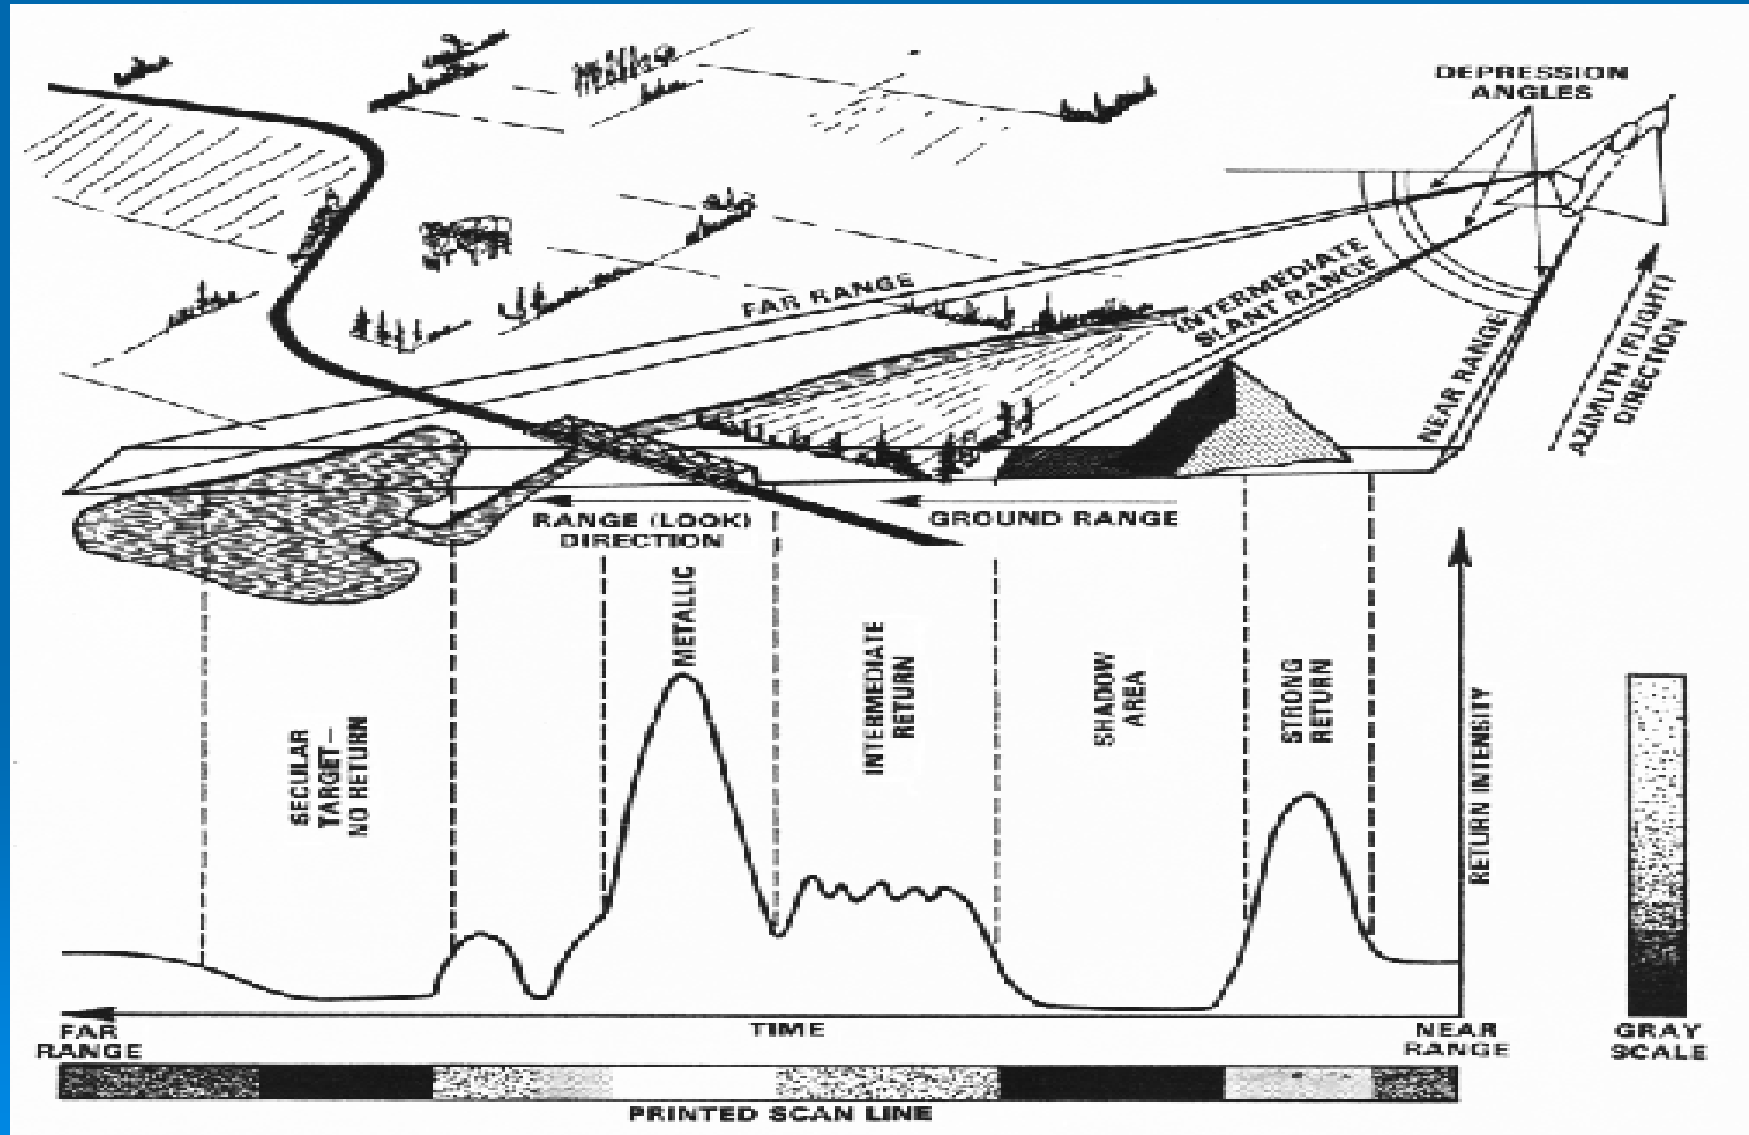 DEPRESSION
ANGLES
FAR RANGE
INTERMEDIATE
SLANT RANGE
NEAR RANGE
AZIMUTH (FLIGHT)
DIRECTION
RANGE (LOOK)
DIRECTION
GROUND RANGE
SECULAR
TARGET—
NO RETURN
METALLIC
INTERMEDIATE
RETURN
SHADOW
AREA
STRONG
RETURN
RETURN INTENSITY
FAR
RANGE
TIME
NEAR
RANGE
GRAY
SCALE
PRINTED SCAN LINE